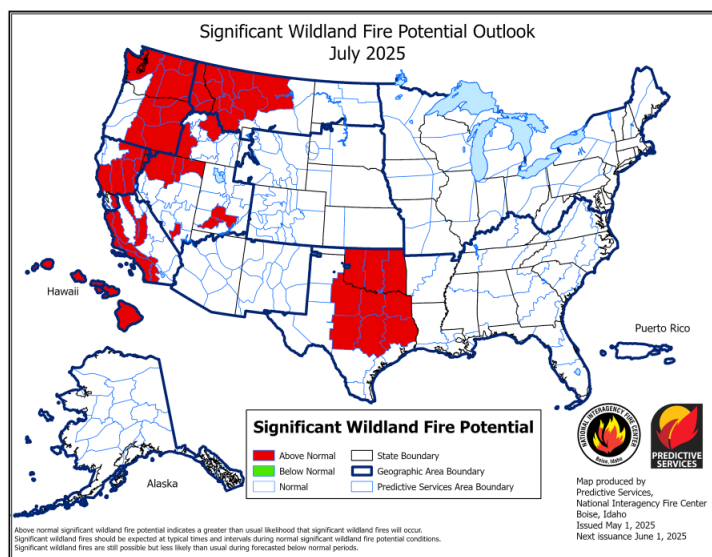 Significant Wildland Fire Potential Outlook
July 2025
Hawaii
Puerto Rico
Alaska
Significant Wildland Fire Potential
Above Normal
Below Normal
Normal
State Boundary
Geographic Area Boundary
Predictive Services Area Boundary
NATIONAL INTERAGENCY FIRE CENTER
Boise, Idaho
PREDICTIVE
SERVICES
Map produced by
Predictive Services,
National Interagency Fire Center
Boise, Idaho
Issued May 1, 2025
Next issuance June 1, 2025
Above normal significant wildland fire potential indicates a greater than usual likelihood that significant wildland fires will occur.
Significant wildland fires should be expected at typical times and intervals during normal significant wildland fire potential conditions.
Significant wildland fires are still possible but less likely than usual during forecasted below normal periods.